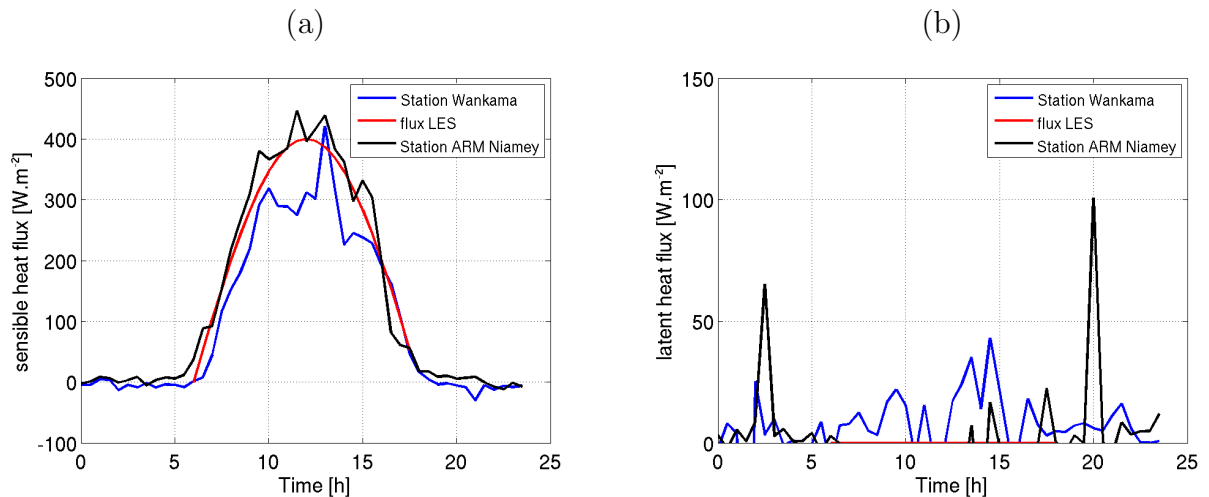 (a)
(b)
500
400
300
200
100
0
-100
sensible heat flux [W.m⁻²]
Station Wankama
flux LES
Station ARM Niamey
0 5 10 15 20 25
Time [h]
150
100
50
0
latent heat flux [W.m⁻²]
Station Wankama
flux LES
Station ARM Niamey
0 5 10 15 20 25
Time [h]